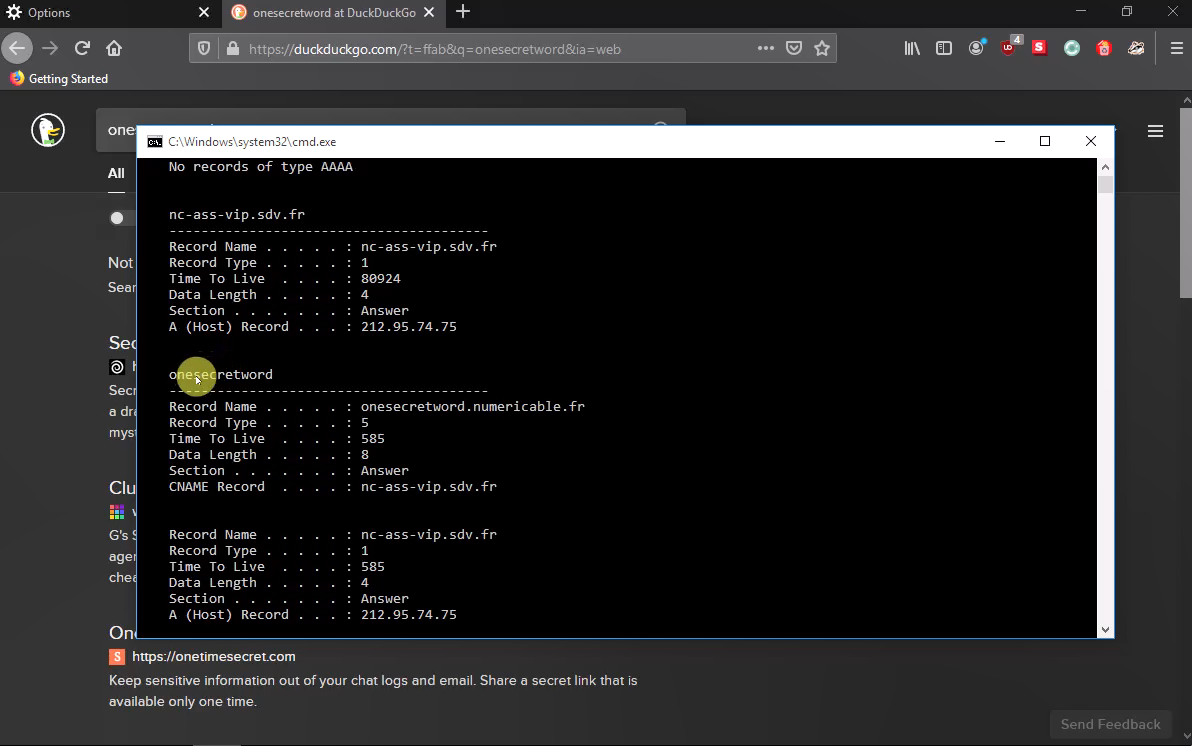 Options
onesecretword at DuckDuckGo
https://duckduckgo.com/?t=ffab&q=onesecretword&ia=web
4
Getting Started
one
C:\Windows\system32\cmd.exe
No records of type AAAA
All
nc-ass-vip.sdv.fr
----------------------------------------
Record Name . . . . . : nc-ass-vip.sdv.fr
Record Type . . . . . : 1
Time To Live  . . . . : 80924
Data Length . . . . . : 4
Section . . . . . . . : Answer
A (Host) Record . . . : 212.95.74.75
Not
Sear
Sec
onesecretword
----------------------------------------
Record Name . . . . . : onesecretword.numericable.fr
Record Type . . . . . : 5
Time To Live  . . . . : 585
Data Length . . . . . : 8
Section . . . . . . . : Answer
CNAME Record  . . . . : nc-ass-vip.sdv.fr
Secr
a dra
myst
Clu
G's S
agen
chea
Record Name . . . . . : nc-ass-vip.sdv.fr
Record Type . . . . . : 1
Time To Live  . . . . : 585
Data Length . . . . . : 4
Section . . . . . . . : Answer
A (Host) Record . . . : 212.95.74.75
On
https://onetimesecret.com
Keep sensitive information out of your chat logs and email. Share a secret link that is
available only one time.
Send Feedback